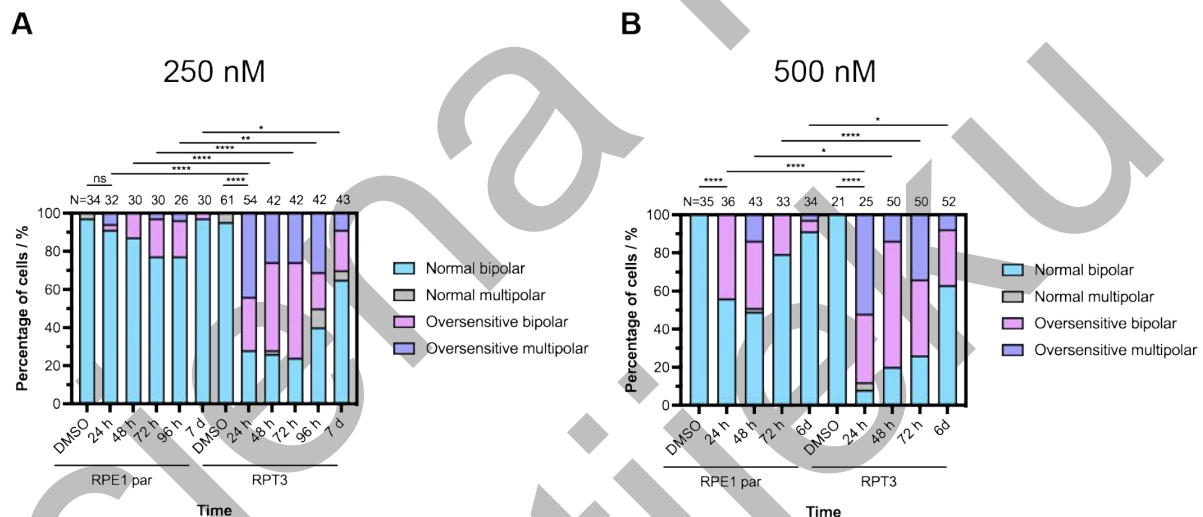 A
250 nM
*
**
****
****
****
ns
****
N=34 32 30 30 26 30 61 54 42 42 42 43
100
80
60
40
20
0
Percentage of cells / %
DMSO 24 h 48 h 72 h 96 h 7 d DMSO 24 h 48 h 72 h 96 h 7 d
RPE1 par RPT3
Time
Normal bipolar
Normal multipolar
Oversensitive bipolar
Oversensitive multipolar
B
500 nM
*
****
*
****
****
****
N=35 36 43 33 34 21 25 50 50 52
100
80
60
40
20
0
Percentage of cells / %
DMSO 24 h 48 h 72 h 6d DMSO 24 h 48 h 72 h 6d
RPE1 par RPT3
Time
Normal bipolar
Normal multipolar
Oversensitive bipolar
Oversensitive multipolar